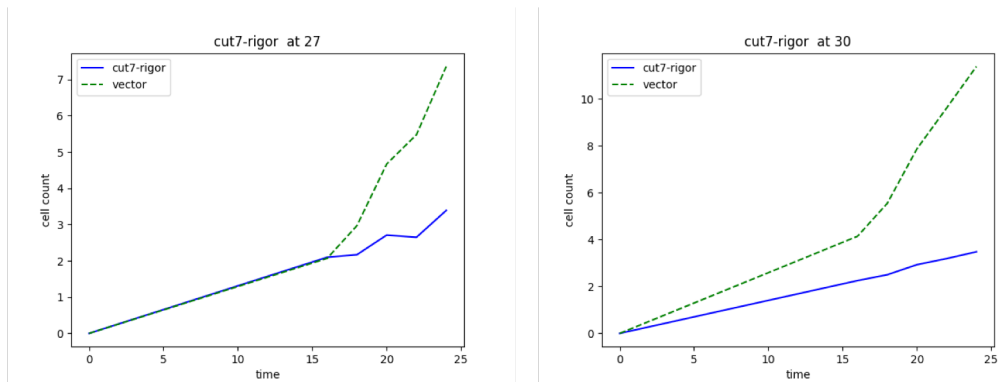 cut7-rigor  at 27
cut7-rigor
vector
cell count
7
6
5
4
3
2
1
0
0 5 10 15 20 25
time
cut7-rigor  at 30
cut7-rigor
vector
cell count
10
8
6
4
2
0
0 5 10 15 20 25
time